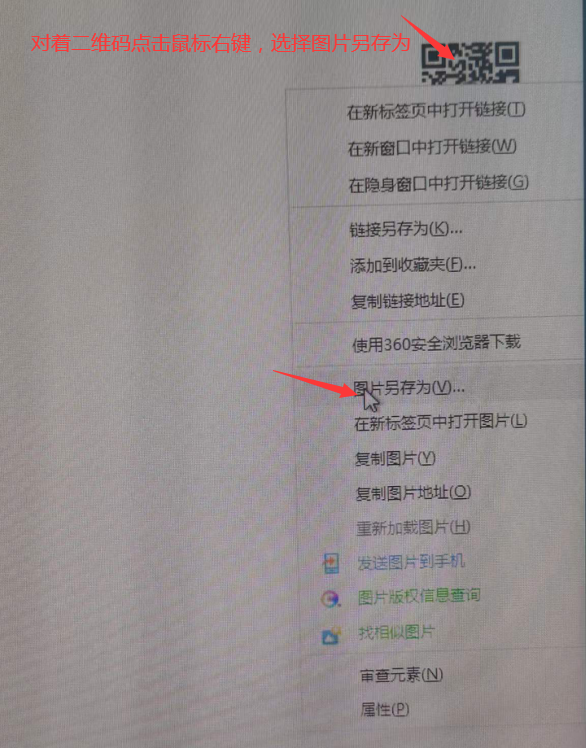 对着二维码点击鼠标右键，选择图片另存为
在新标签页中打开链接(T)
在新窗口中打开链接(W)
在隐身窗口中打开链接(G)
链接另存为(K)...
添加到收藏夹(F)...
复制链接地址(E)
使用360安全浏览器下载
图片另存为(V)...
在新标签页中打开图片(L)
复制图片(Y)
复制图片地址(O)
重新加载图片(H)
发送图片到手机
图片版权信息查询
找相似图片
审查元素(N)
属性(P)